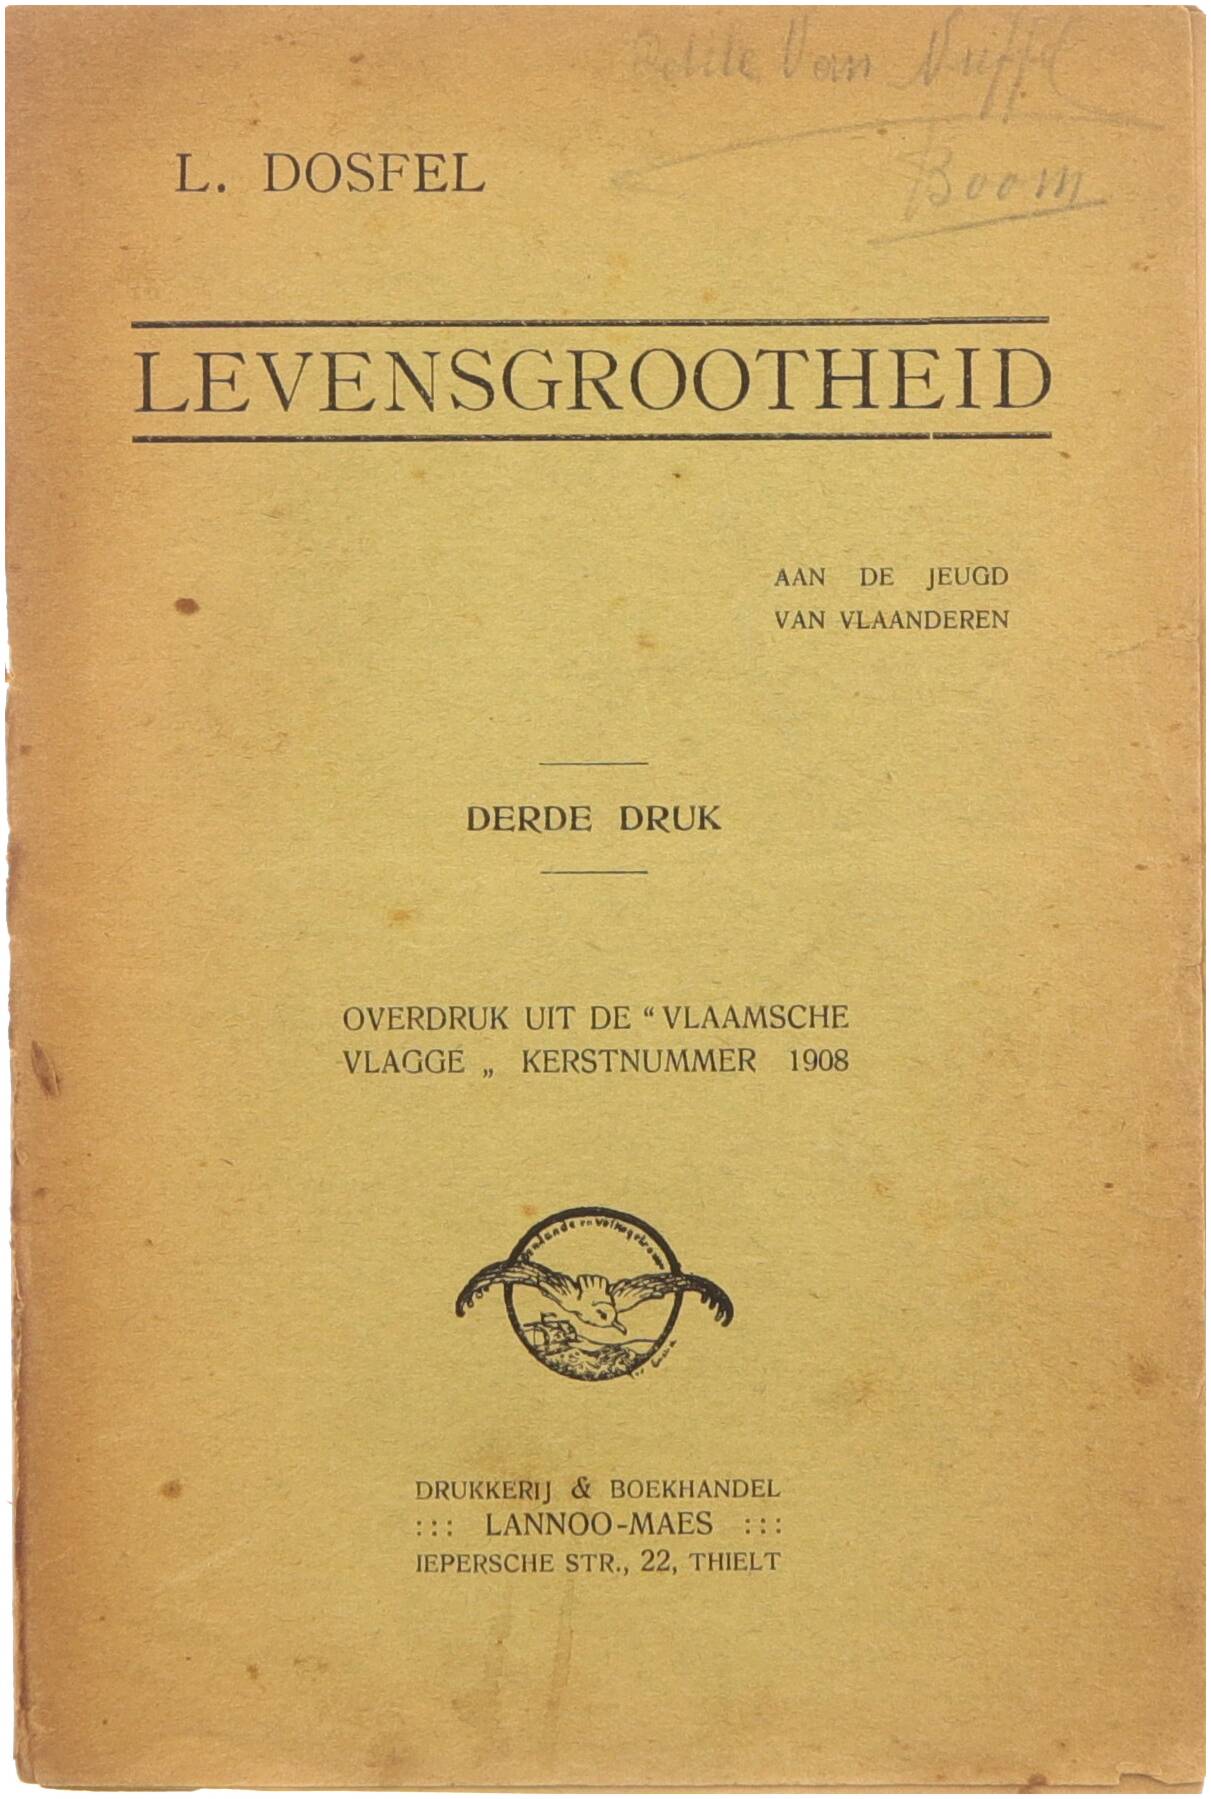 Van
Boom
L. DOSFEL
LEVENSGROOTHEID
AAN DE JEUGD
VAN VLAANDEREN
DERDE DRUK
OVERDRUK UIT DE “ VLAAMSCHE
VLAGGE „ KERSTNUMMER 1908
DRUKKERIJ & BOEKHANDEL
::: LANNOO-MAES :::
IEPERSCHE STR., 22, THIELT